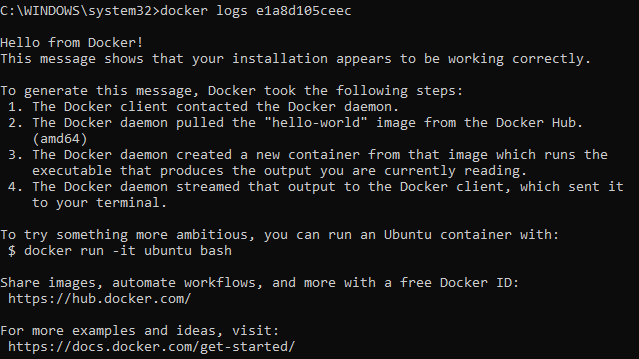 C:\WINDOWS\system32>docker logs e1a8d105ceec
Hello from Docker!
This message shows that your installation appears to be working correctly.
To generate this message, Docker took the following steps:
1. The Docker client contacted the Docker daemon.
2. The Docker daemon pulled the "hello-world" image from the Docker Hub.
(amd64)
3. The Docker daemon created a new container from that image which runs the
executable that produces the output you are currently reading.
4. The Docker daemon streamed that output to the Docker client, which sent it
to your terminal.
To try something more ambitious, you can run an Ubuntu container with:
$ docker run -it ubuntu bash
Share images, automate workflows, and more with a free Docker ID:
https://hub.docker.com/
For more examples and ideas, visit:
https://docs.docker.com/get-started/